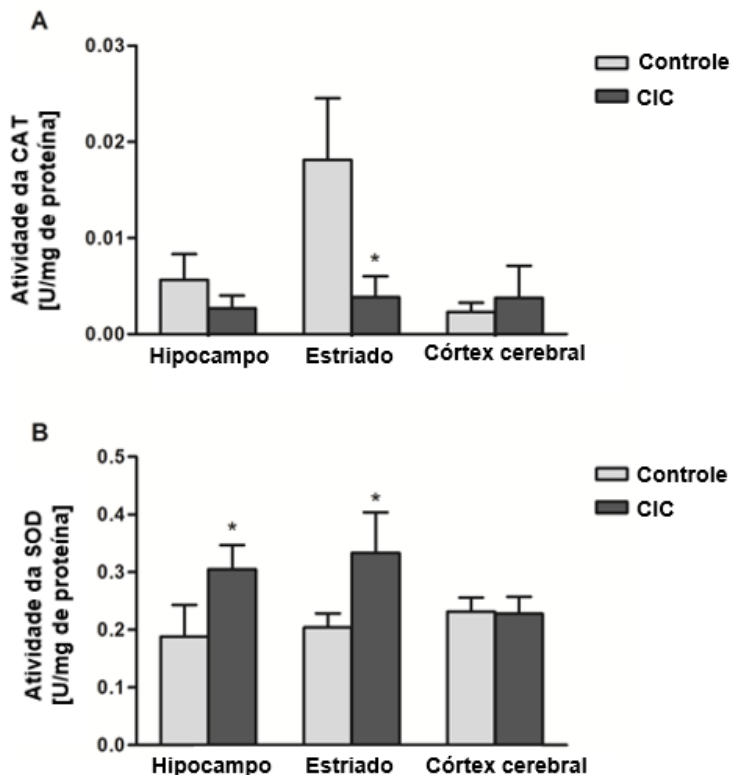 A
0.03
0.02
0.01
0.00
Atividade da CAT
[U/mg de proteína]
Controle
CIC
*
Hipocampo
Estriado
Córtex cerebral
B
0.5
0.4
0.3
0.2
0.1
0.0
Atividade da SOD
[U/mg de proteína]
Controle
CIC
*
*
Hipocampo
Estriado
Córtex cerebral